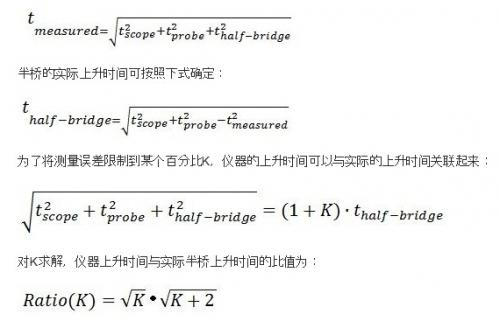 t_{measured}=\sqrt{t_{scope}^{2}+t_{probe}^{2}+t_{half-bridge}^{2}}
半桥的实际上升时间可按照下式确定：
t_{half-bridge}=\sqrt{t_{scope}^{2}+t_{probe}^{2}-t_{measured}^{2}}
为了将测量误差限制到某个百分比K，仪器的上升时间可以与实际的上升时间关联起来：
\sqrt{t_{scope}^{2}+t_{probe}^{2}+t_{half-bridge}^{2}}=(1+K)\cdot t_{half-bridge}
对K求解，仪器上升时间与实际半桥上升时间的比值为：
Ratio(K)=\sqrt{K}•\sqrt{K+2}